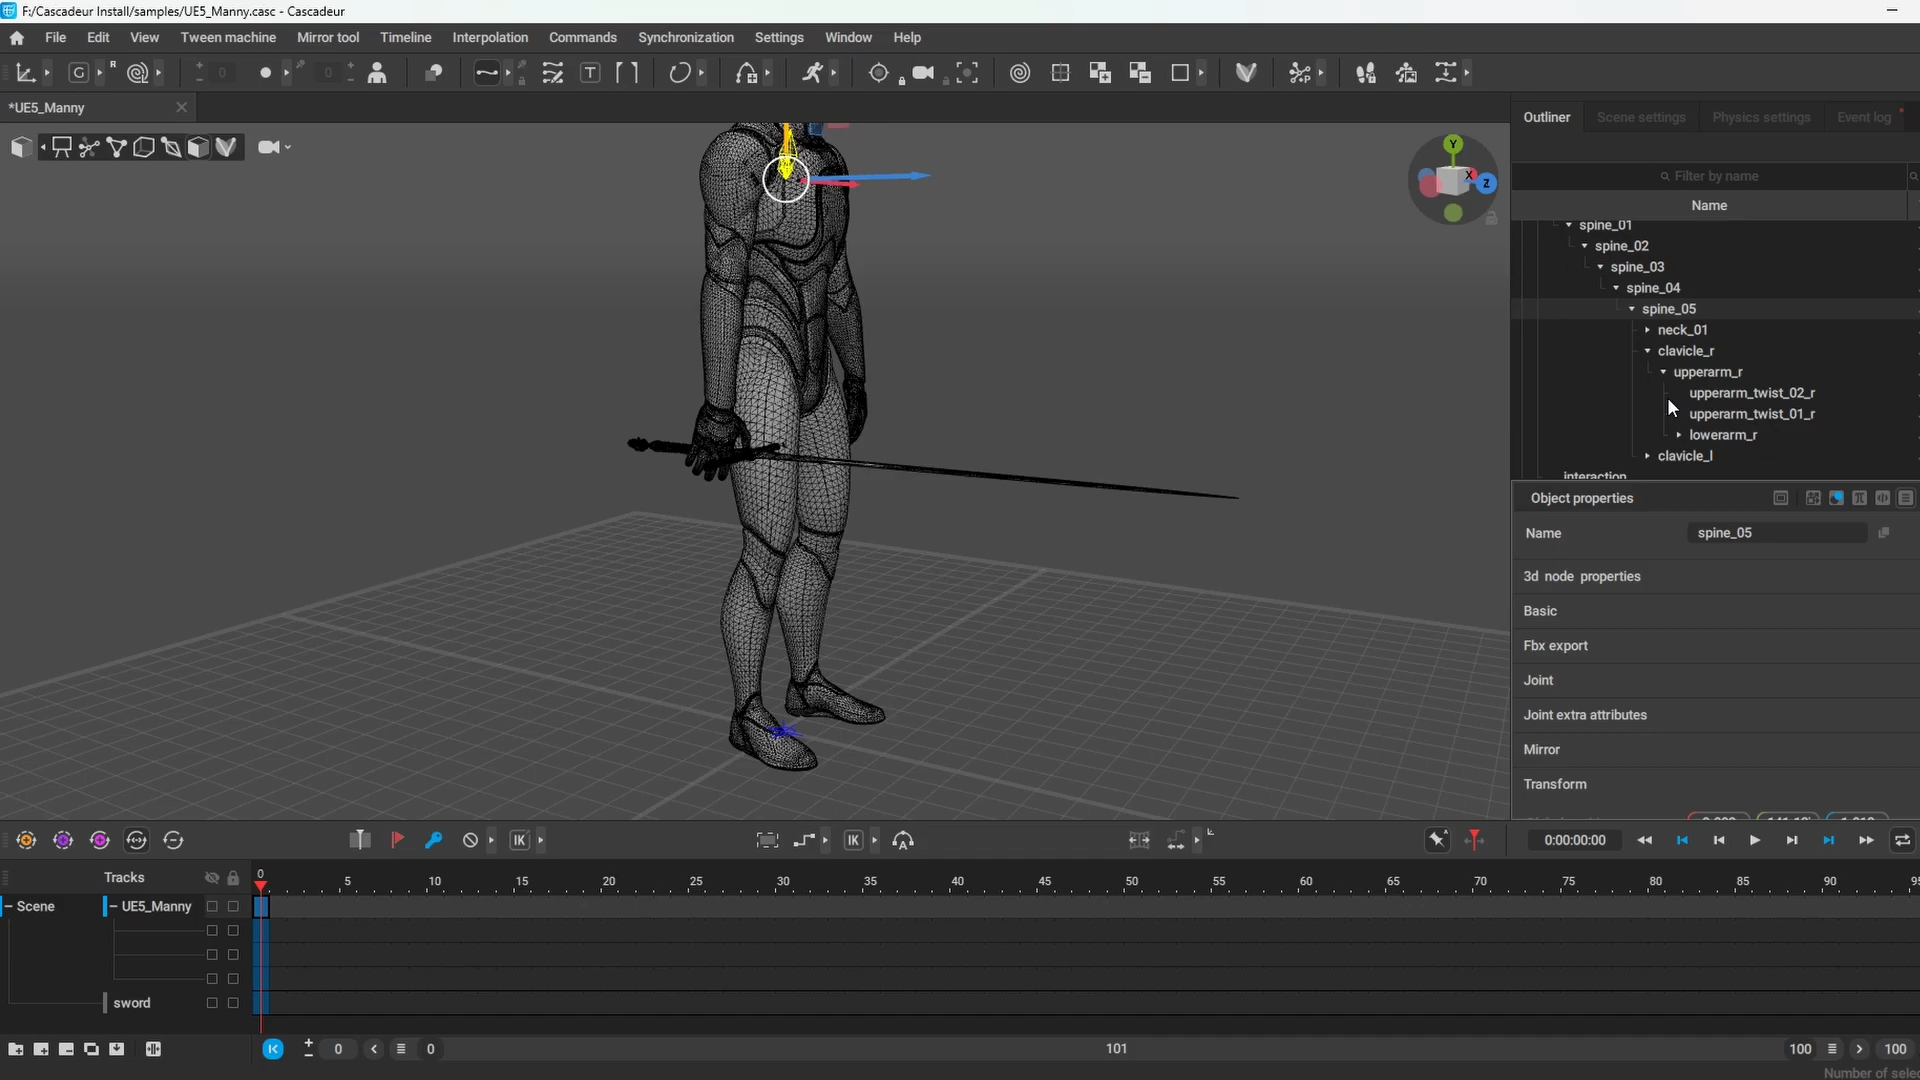 F:/Cascadeur Install/samples/UE5_Manny.casc - Cascadeur
File Edit View Tween machine Mirror tool Timeline Interpolation Commands Synchronization Settings Window Help
G R 0 0 T P
*UE5_Manny
Outliner Scene settings Physics settings Event log
Filter by name
Y
X
Z
Name
spine_01
spine_02
spine_03
spine_04
spine_05
neck_01
clavicle_r
upperarm_r
upperarm_twist_02_r
upperarm_twist_01_r
lowerarm_r
clavicle_l
interaction
Object properties
Name spine_05
3d node properties
Basic
Fbx export
Joint
Joint extra attributes
Mirror
Transform
IK IK 0:00:00:00
Tracks 0 5 10 15 20 25 30 35 40 45 50 55 60 65 70 75 80 85 90 95
Scene UE5_Manny
sword
0 0 101 100 100
Number of selec